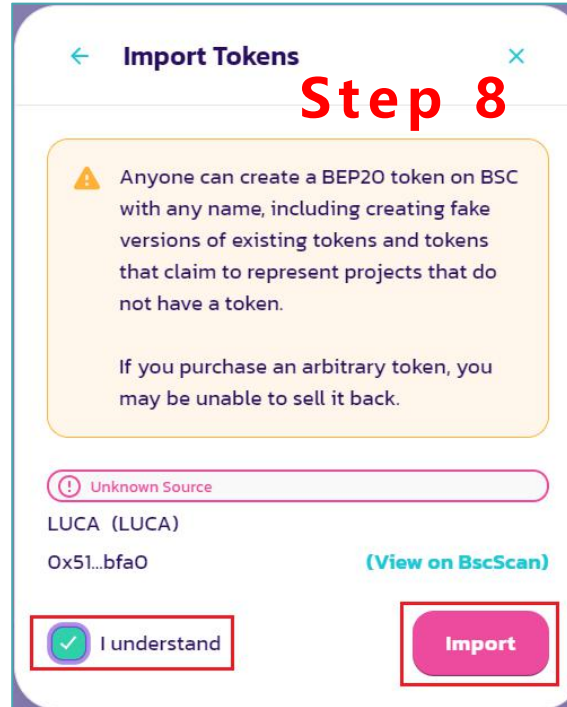 Import Tokens
Step 8
Anyone can create a BEP20 token on BSC
with any name, including creating fake
versions of existing tokens and tokens
that claim to represent projects that do
not have a token.
If you purchase an arbitrary token, you
may be unable to sell it back.
Unknown Source
LUCA (LUCA)
0x51...bfa0
(View on BscScan)
I understand
Import